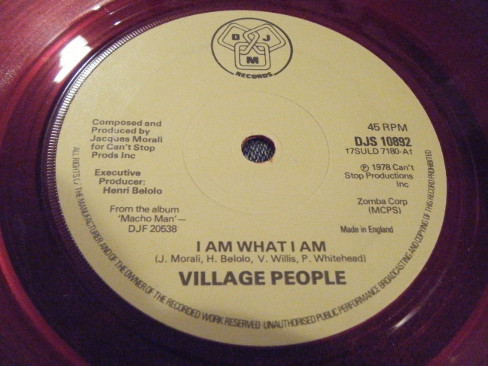 D J
M
RECORDS
Composed and
Produced by
Jacques Morali
for Can't Stop
Prods Inc
Executive
Producer:
Henri Belolo
From the album
'Macho Man'—
DJF 20538
45 RPM
DJS 10892
17SULD 7180-A1
℗ 1978 Can't
Stop Productions
Inc
Zomba Corp
(MCPS)
Made in England
I AM WHAT I AM
(J. Morali, H. Belolo, V. Willis, P. Whitehead)
VILLAGE PEOPLE
ALL RIGHTS OF THE MANUFACTURER AND OF THE OWNER OF THE RECORDED WORK RESERVED·UNAUTHORISED PUBLIC PERFORMANCE BROADCASTING AND COPYING OF THIS RECORD PROHIBITED